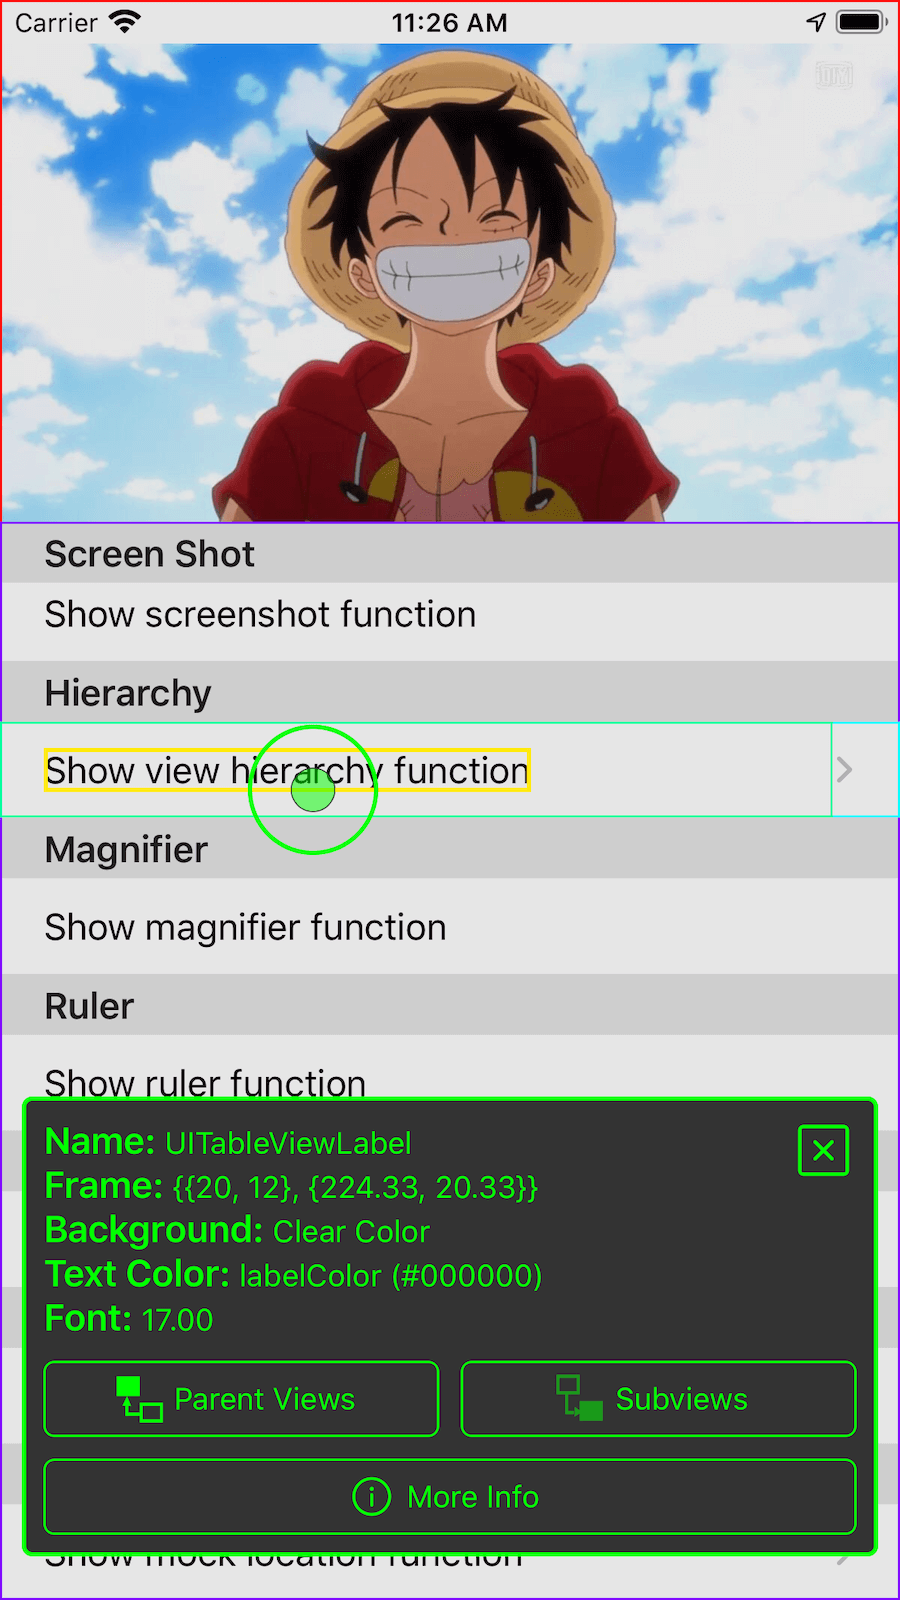 Carrier 11:26 AM
Screen Shot
Show screenshot function
Hierarchy
Show view hierarchy function
Magnifier
Show magnifier function
Ruler
Show ruler function
Name: UITableViewLabel
Frame: {{20, 12}, {224.33, 20.33}}
Background: Clear Color
Text Color: labelColor (#000000)
Font: 17.00
Parent Views Subviews
More Info
Show mock location function